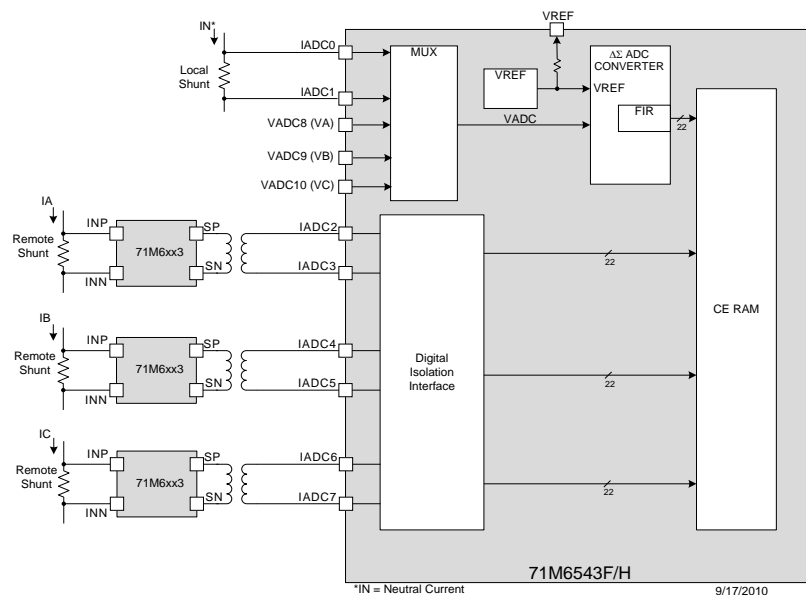 VREF
IN*
IADC0
MUX
ΔΣ ADC
CONVERTER
Local
Shunt
VREF
VREF
IADC1
FIR
VADC8 (VA)
VADC
22
VADC9 (VB)
VADC10 (VC)
IA
INP
SP
IADC2
Remote
Shunt
71M6xx3
SN
IADC3
INN
22
IB
INP
SP
IADC4
Remote
Shunt
71M6xx3
SN
IADC5
INN
Digital
Isolation
Interface
22
CE RAM
IC
INP
SP
IADC6
Remote
Shunt
71M6xx3
SN
IADC7
INN
22
71M6543F/H
*IN = Neutral Current
9/17/2010